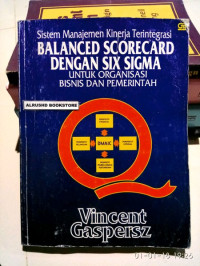 Sistem Manajemen Kinerja Terintegrasi
BALANCED SCORECARD
DENGAN SIX SIGMA
UNTUK ORGANISASI
BISNIS DAN PEMERINTAH
ALRUSHD BOOKSTORE
DMAIC
Vincent
Gaspersz